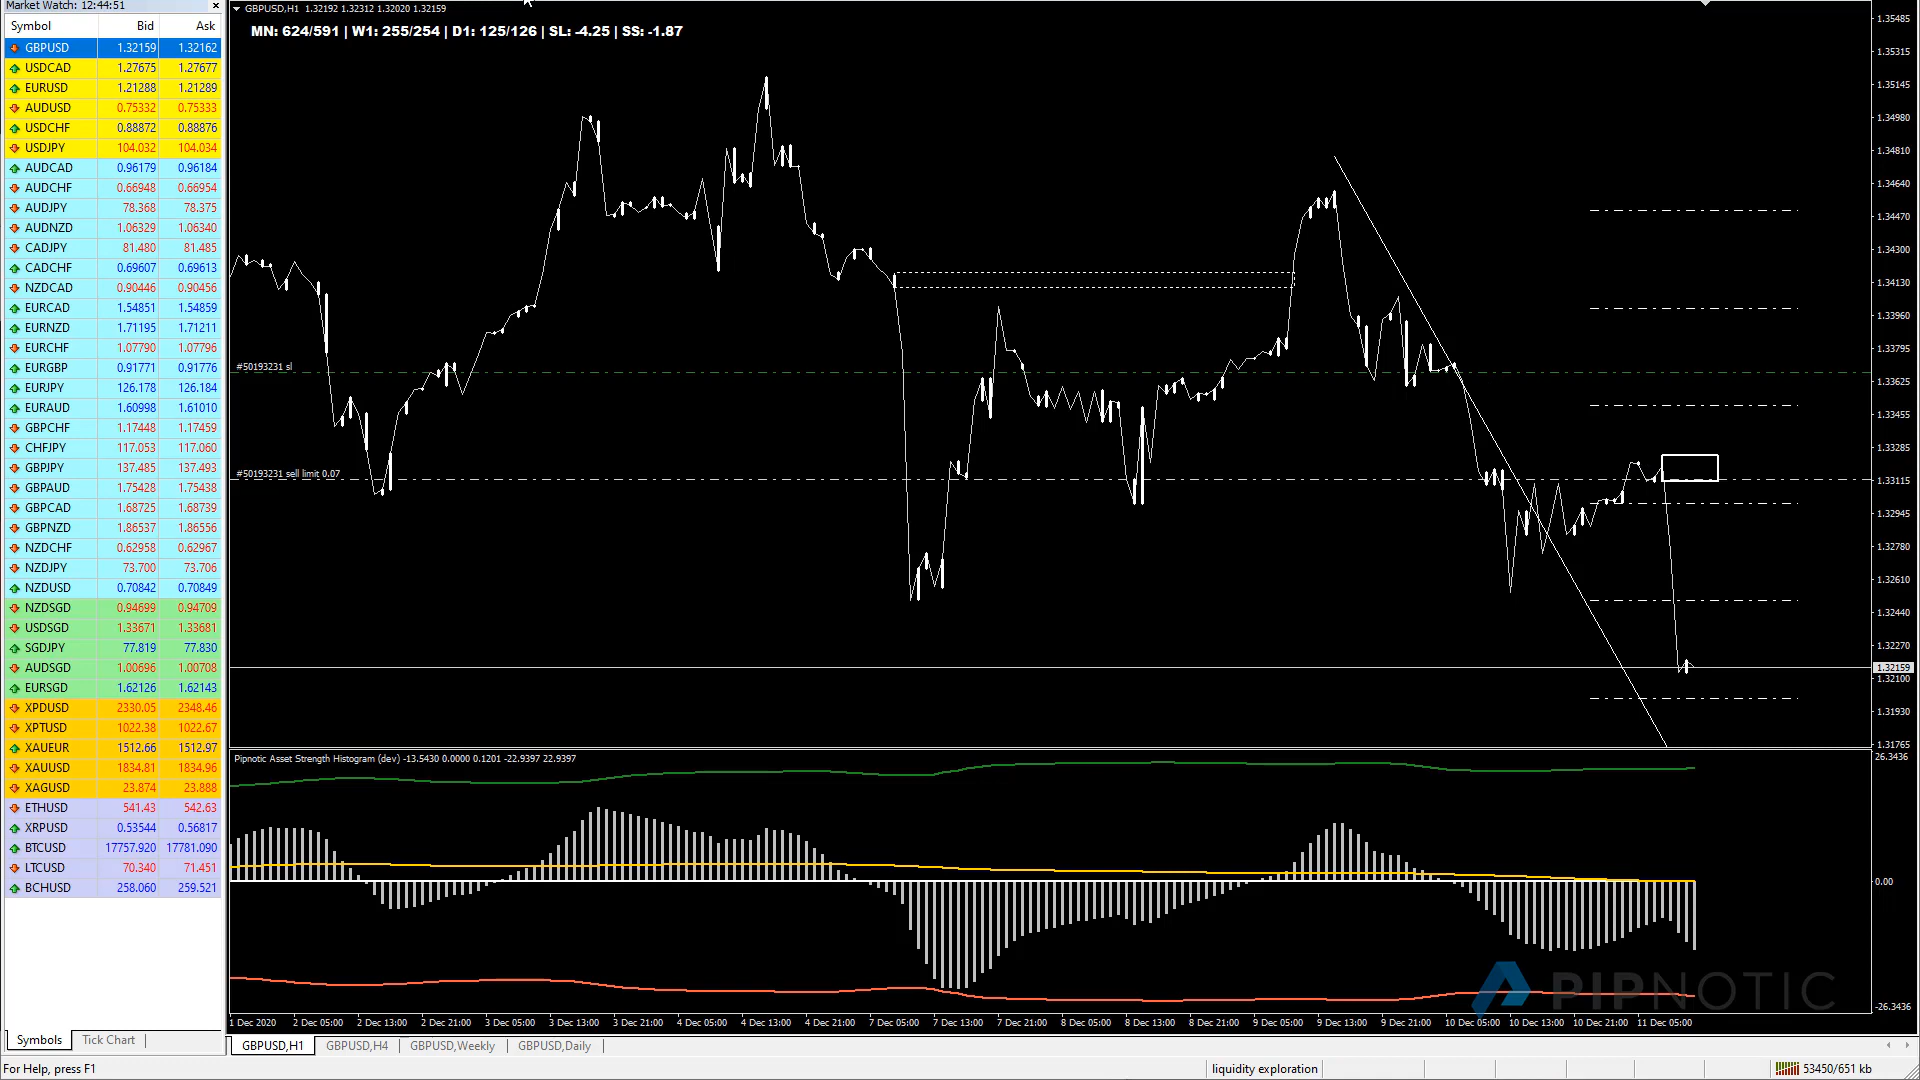 Market Watch: 12:44:51
Symbol Bid Ask
GBPUSD 1.32159 1.32162
USDCAD 1.27675 1.27677
EURUSD 1.21288 1.21289
AUDUSD 0.75332 0.75333
USDCHF 0.88872 0.88876
USDJPY 104.032 104.034
AUDCAD 0.96179 0.96184
AUDCHF 0.66948 0.66954
AUDJPY 78.368 78.375
AUDNZD 1.06329 1.06340
CADJPY 81.480 81.485
CADCHF 0.69607 0.69613
NZDCAD 0.90446 0.90456
EURCAD 1.54851 1.54859
EURNZD 1.71195 1.71211
EURCHF 1.07790 1.07796
EURGBP 0.91771 0.91776
EURJPY 126.178 126.184
EURAUD 1.60998 1.61010
GBPCHF 1.17448 1.17459
CHFJPY 117.053 117.060
GBPJPY 137.485 137.493
GBPAUD 1.75428 1.75438
GBPCAD 1.68725 1.68739
GBPNZD 1.86537 1.86556
NZDCHF 0.62958 0.62967
NZDJPY 73.700 73.706
NZDUSD 0.70842 0.70849
NZDSGD 0.94699 0.94709
USDSGD 1.33671 1.33681
SGDJPY 77.819 77.830
AUDSGD 1.00696 1.00708
EURSGD 1.62126 1.62143
XPDUSD 2330.05 2348.46
XPTUSD 1022.38 1022.67
XAUEUR 1512.66 1512.97
XAUUSD 1834.81 1834.96
XAGUSD 23.874 23.888
ETHUSD 541.43 542.63
XRPUSD 0.53544 0.56817
BTCUSD 17757.920 17781.090
LTCUSD 70.340 71.451
BCHUSD 258.060 259.521
Symbols Tick Chart
GBPUSD,H1 1.32192 1.32312 1.32020 1.32159
MN: 624/591 | W1: 255/254 | D1: 125/126 | SL: -4.25 | SS: -1.87
#50193231 sl
#50193231 sell limit 0.07
1.35485
1.35315
1.35145
1.34980
1.34810
1.34640
1.34470
1.34300
1.34130
1.33960
1.33795
1.33625
1.33455
1.33285
1.33115
1.32945
1.32780
1.32610
1.32440
1.32270
1.32159
1.32100
1.31930
1.31765
Pipnotic Asset Strength Histogram (dev) -13.5430 0.0000 0.1201 -22.9397 22.9397
26.3436
0.00
-26.3436
PIPNOTIC
1 Dec 2020 2 Dec 05:00 2 Dec 13:00 2 Dec 21:00 3 Dec 05:00 3 Dec 13:00 3 Dec 21:00 4 Dec 05:00 4 Dec 13:00 4 Dec 21:00 7 Dec 05:00 7 Dec 13:00 7 Dec 21:00 8 Dec 05:00 8 Dec 13:00 8 Dec 21:00 9 Dec 05:00 9 Dec 13:00 9 Dec 21:00 10 Dec 05:00 10 Dec 13:00 10 Dec 21:00 11 Dec 05:00
GBPUSD,H1 GBPUSD,H4 GBPUSD,Weekly GBPUSD,Daily
For Help, press F1
liquidity exploration
53450/651 kb